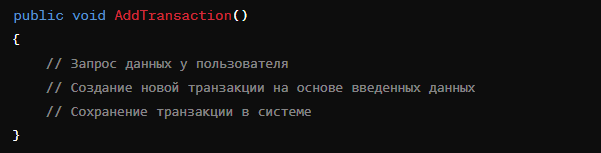 public void AddTransaction()
{
// Запрос данных у пользователя
// Создание новой транзакции на основе введенных данных
// Сохранение транзакции в системе
}